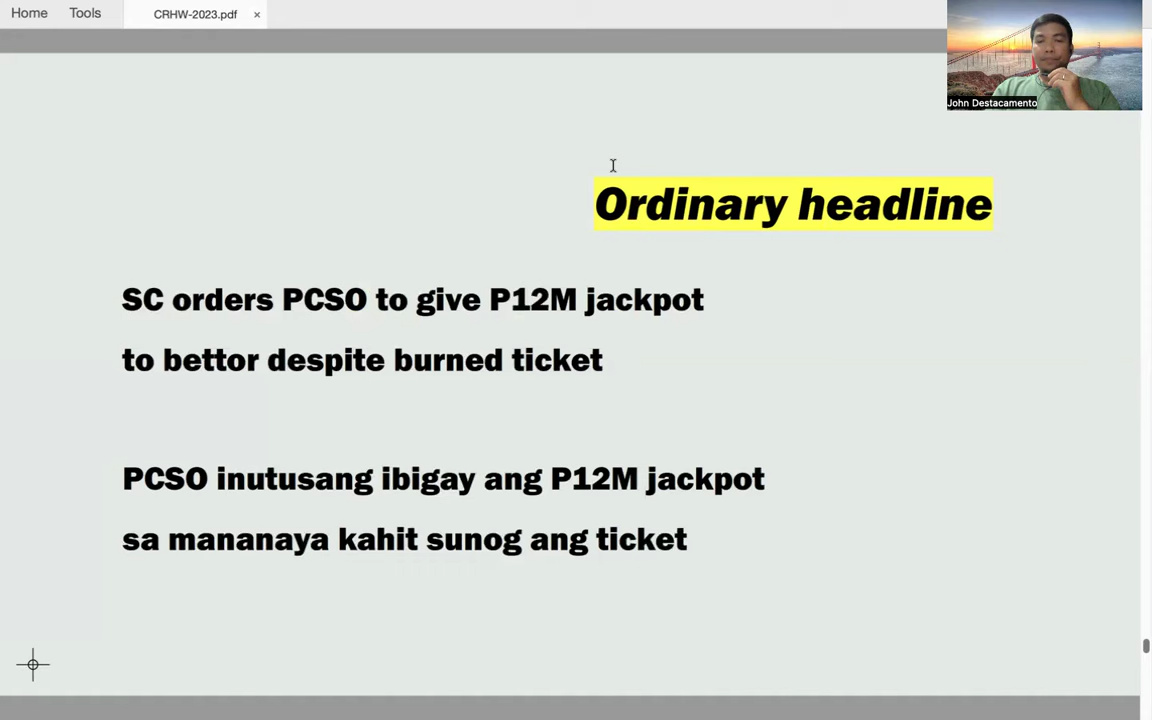 Home Tools CRHW-2023.pdf ×
John Destacamento
Ordinary headline
SC orders PCSO to give P12M jackpot
to bettor despite burned ticket
PCSO inutusang ibigay ang P12M jackpot
sa mananaya kahit sunog ang ticket